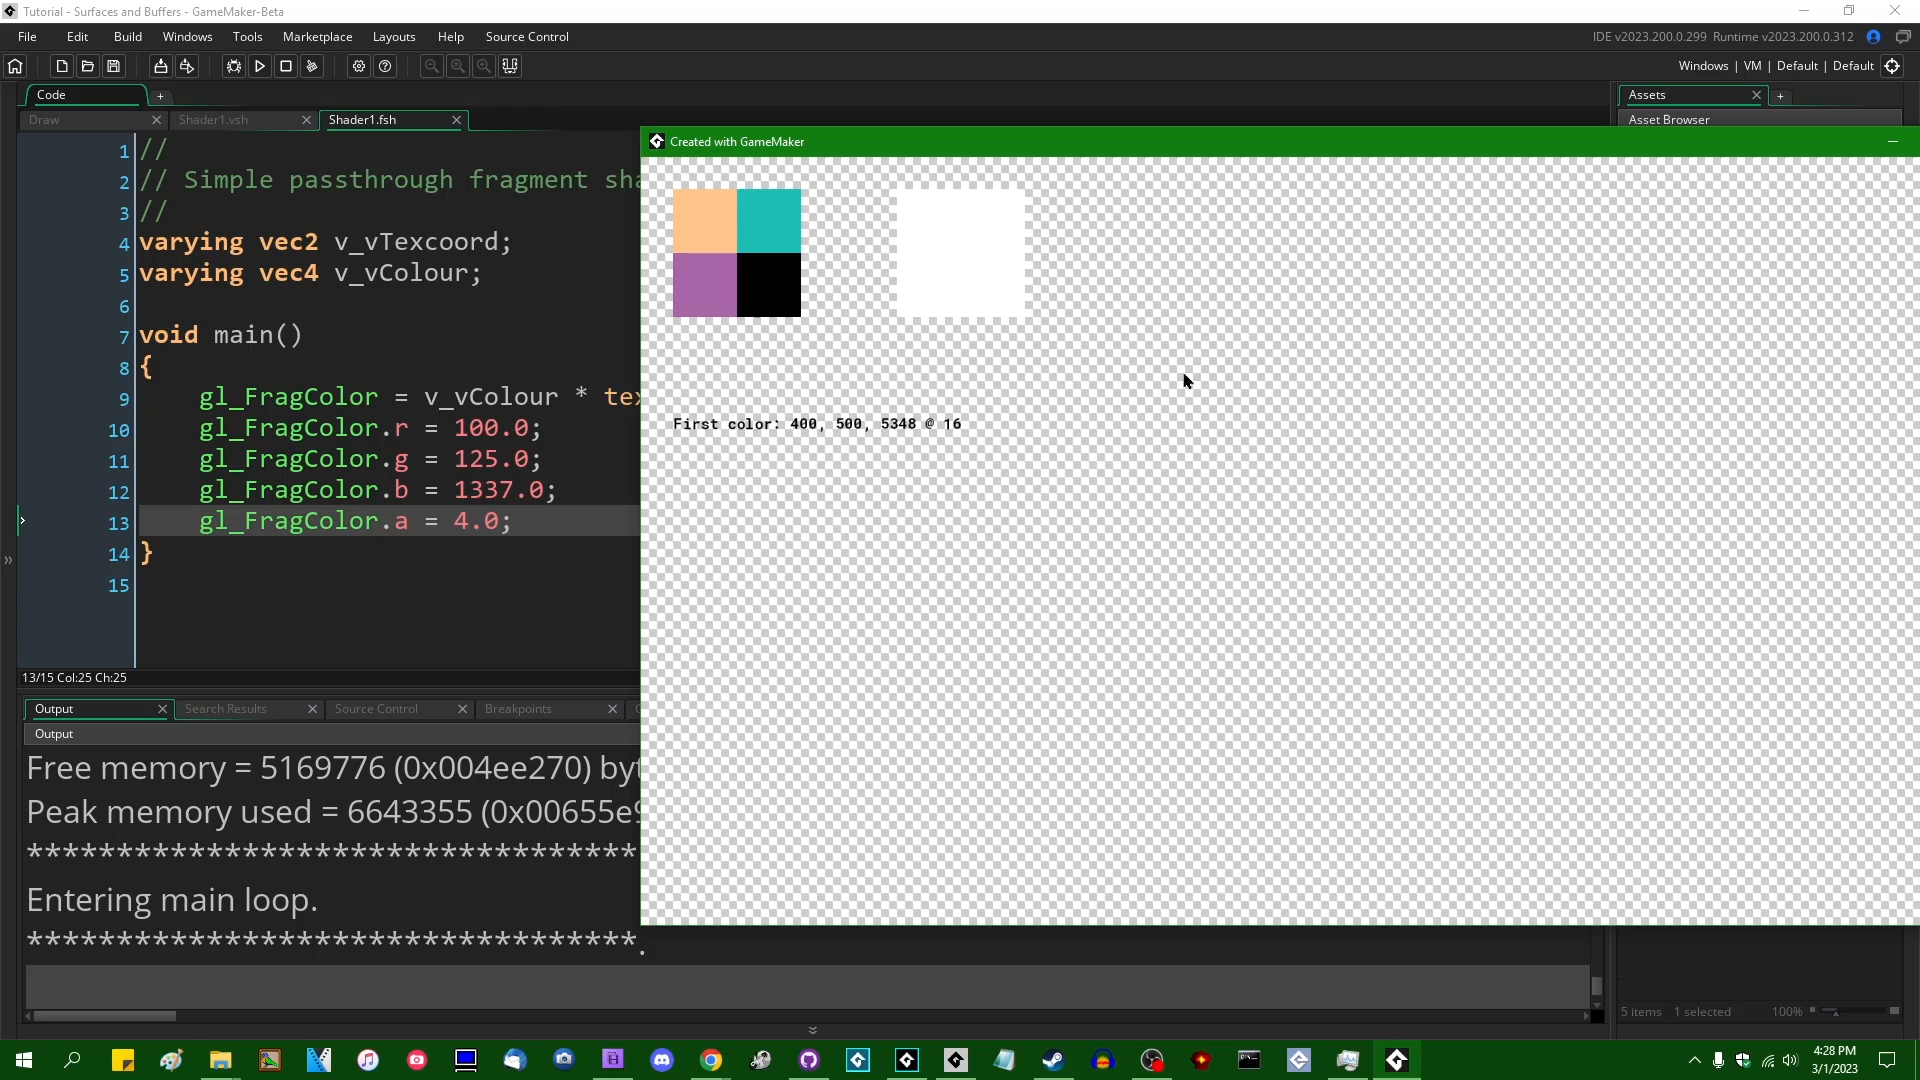 Tutorial - Surfaces and Buffers - GameMaker-Beta
File Edit Build Windows Tools Marketplace Layouts Help Source Control
IDE v2023.200.0.299 Runtime v2023.200.0.312
Windows | VM | Default | Default
Code +
Assets +
Draw Shader1.vsh Shader1.fsh
Asset Browser
Created with GameMaker
1 //
2 // Simple passthrough fragment sha
3 //
4 varying vec2 v_vTexcoord;
5 varying vec4 v_vColour;
6
7 void main()
8 {
9 gl_FragColor = v_vColour * tex
10 gl_FragColor.r = 100.0;
11 gl_FragColor.g = 125.0;
12 gl_FragColor.b = 1337.0;
13 gl_FragColor.a = 4.0;
14 }
15
First color: 400, 500, 5348 @ 16
13/15 Col:25 Ch:25
Output Search Results Source Control Breakpoints
Output
Free memory = 5169776 (0x004ee270) byt
Peak memory used = 6643355 (0x00655e9
***********************************
Entering main loop.
***********************************.
5 items 1 selected 100%
4:28 PM
3/1/2023